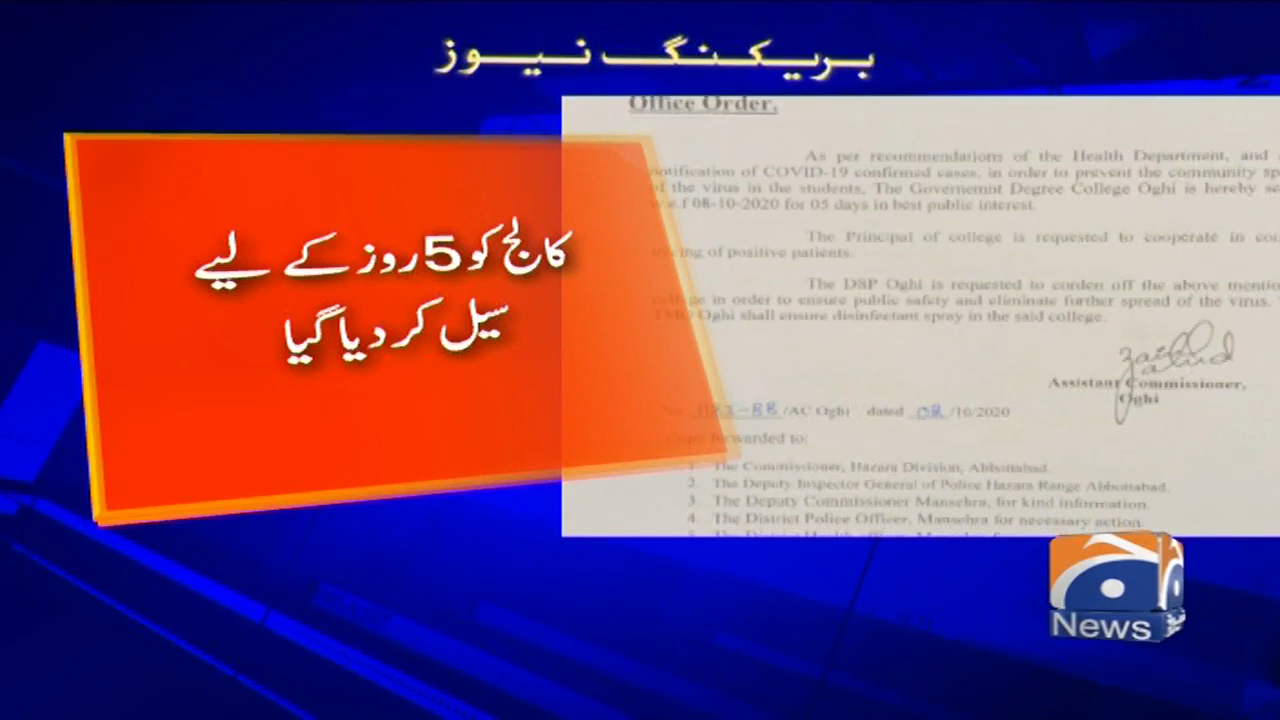 بریکنگ نیوز
کالج کو 5 روز کے لیے
سیل کر دیا گیا
Office Order,
As per recommendations of the Health Department, and
notification of COVID-19 confirmed cases, in order to prevent the community
of the virus in the students, The Governemnt Degree College Oghi is hereby
08-10-2020 for 05 days in best public interest.
The Principal of college is requested to cooperate in
of positive patients.
The DSP Oghi is requested to corden off the above
college in order to ensure public safety and eliminate further spread of the virus.
TMO Oghi shall ensure disinfectant spray in the said college.
Assistant Commissioner,
Oghi
/AC Oghi dated 08 /10/2020
forwarded to:
1. The Commissioner, Hazara Division, Abbottabad.
2. The Deputy Inspector General of Police Hazara Range Abbottabad.
3. The Deputy Commissioner Mansehra, for kind information.
4. The District Police Officer, Mansehra for necessary action.
News